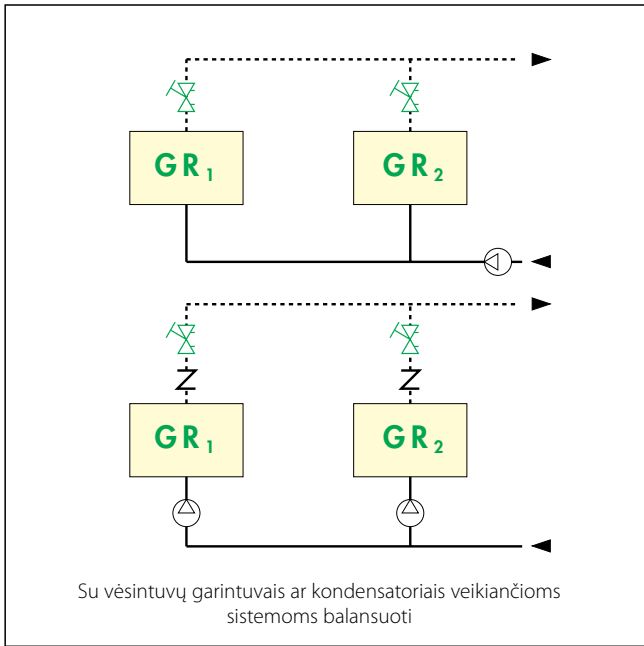 GR1
GR2
GR1
GR2
Su vėsintuvų garintuvais ar kondensatoriais veikiančioms
sistemoms balansuoti